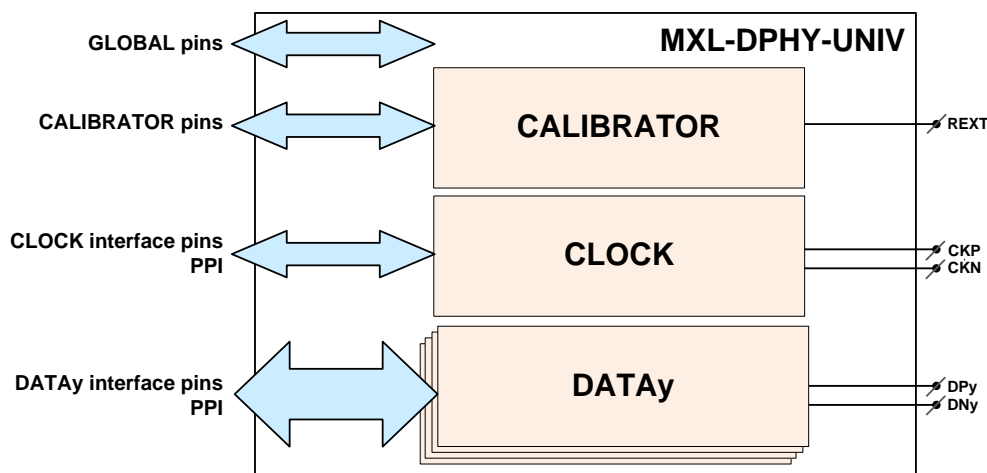 MXL-DPHY-UNIV
GLOBAL pins
CALIBRATOR pins
CALIBRATOR
REXT
CLOCK interface pins
PPI
CLOCK
CKP
CKN
DATAy interface pins
PPI
DATAy
DPy
DNy